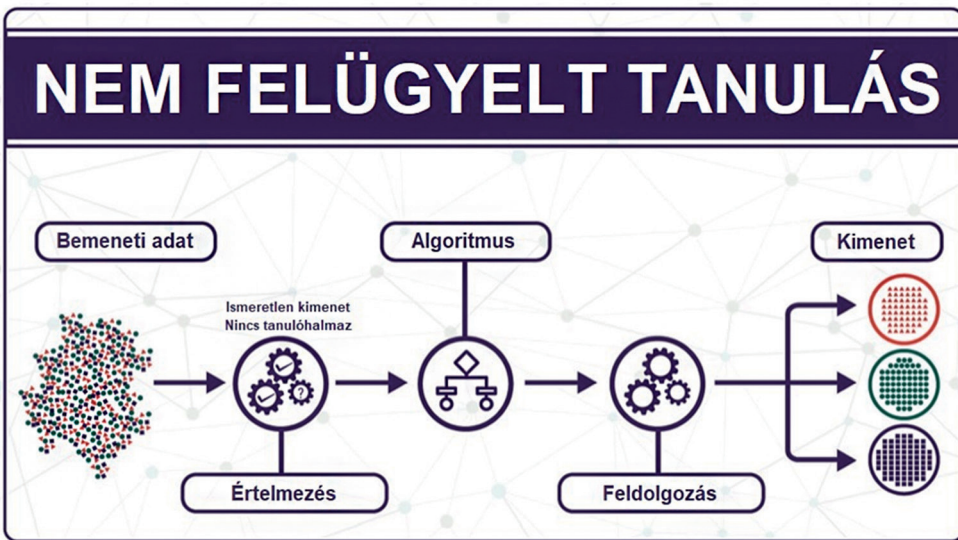 NEM FELÜGYELT TANULÁS
Bemeneti adat
Algoritmus
Kimenet
Ismeretlen kimenet
Nincs tanulóhalmaz
?
Értelmezés
Feldolgozás